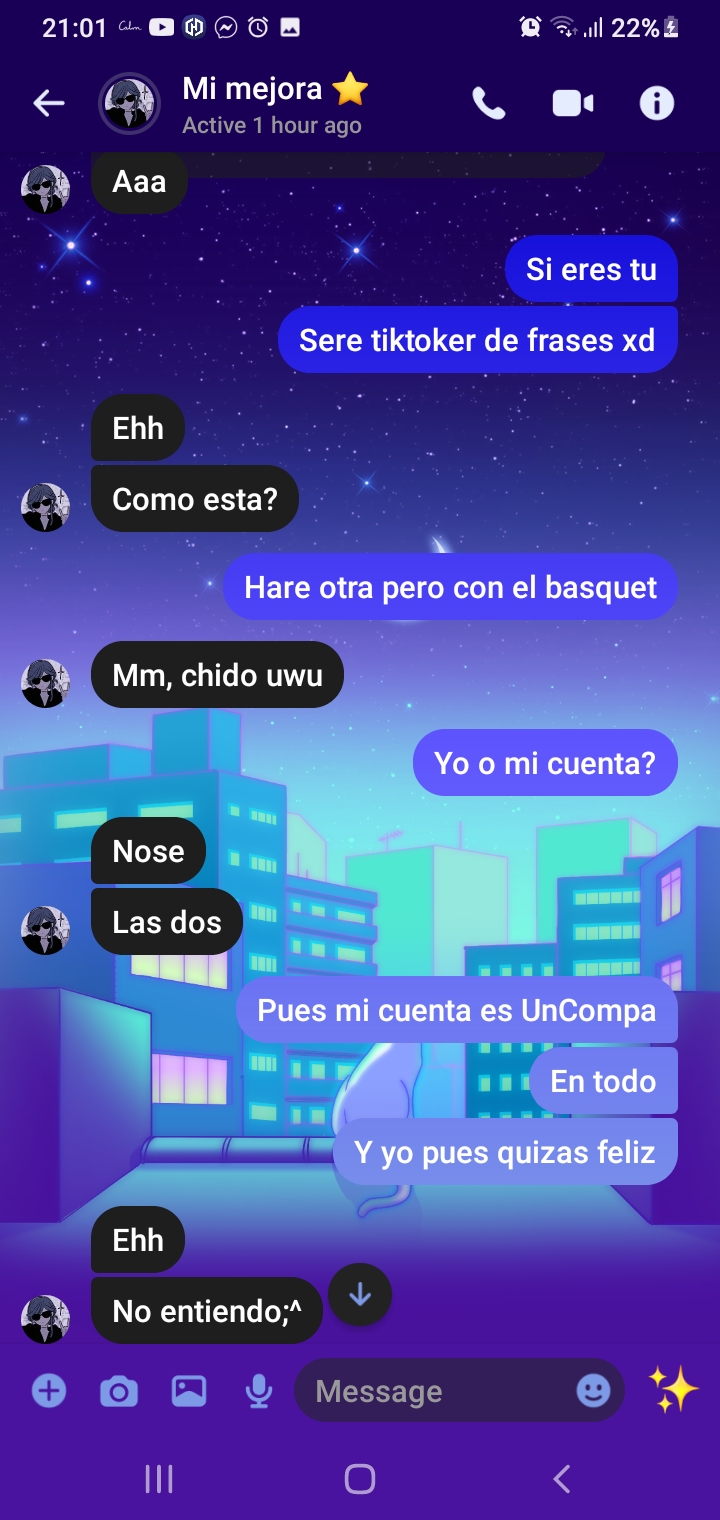 21:01 Calm 22%
Mi mejora ⭐
Active 1 hour ago
Aaa
Si eres tu
Sere tiktoker de frases xd
Ehh
Como esta?
Hare otra pero con el basquet
Mm, chido uwu
Yo o mi cuenta?
Nose
Las dos
Pues mi cuenta es UnCompa
En todo
Y yo pues quizas feliz
Ehh
No entiendo;^
Message